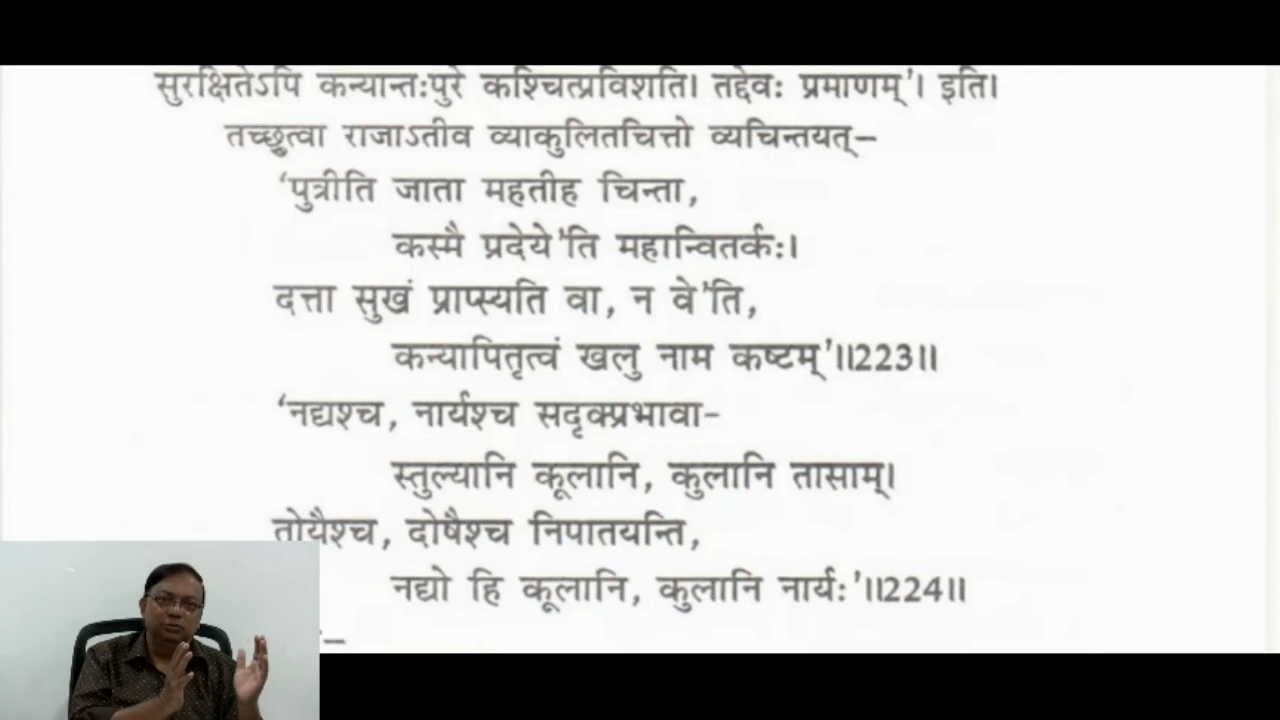 सुरक्षितेऽपि कन्यान्तःपुरे कश्चित्प्रविशति। तद्देवः प्रमाणम्'। इति।
तच्छ्रुत्वा राजाऽतीव व्याकुलितचित्तो व्यचिन्तयत्–
'पुत्रीति जाता महतीह चिन्ता,
कस्मै प्रदेये'ति महान्वितर्कः।
दत्ता सुखं प्राप्स्यति वा, न वे'ति,
कन्यापितृत्वं खलु नाम कष्टम्'।।223।।
'नद्यश्च, नार्यश्च सदृक्प्रभावा-
स्तुल्यानि कूलानि, कुलानि तासाम्।
तोयैश्च, दोषैश्च निपातयन्ति,
नद्यो हि कूलानि, कुलानि नार्यः'।।224।।